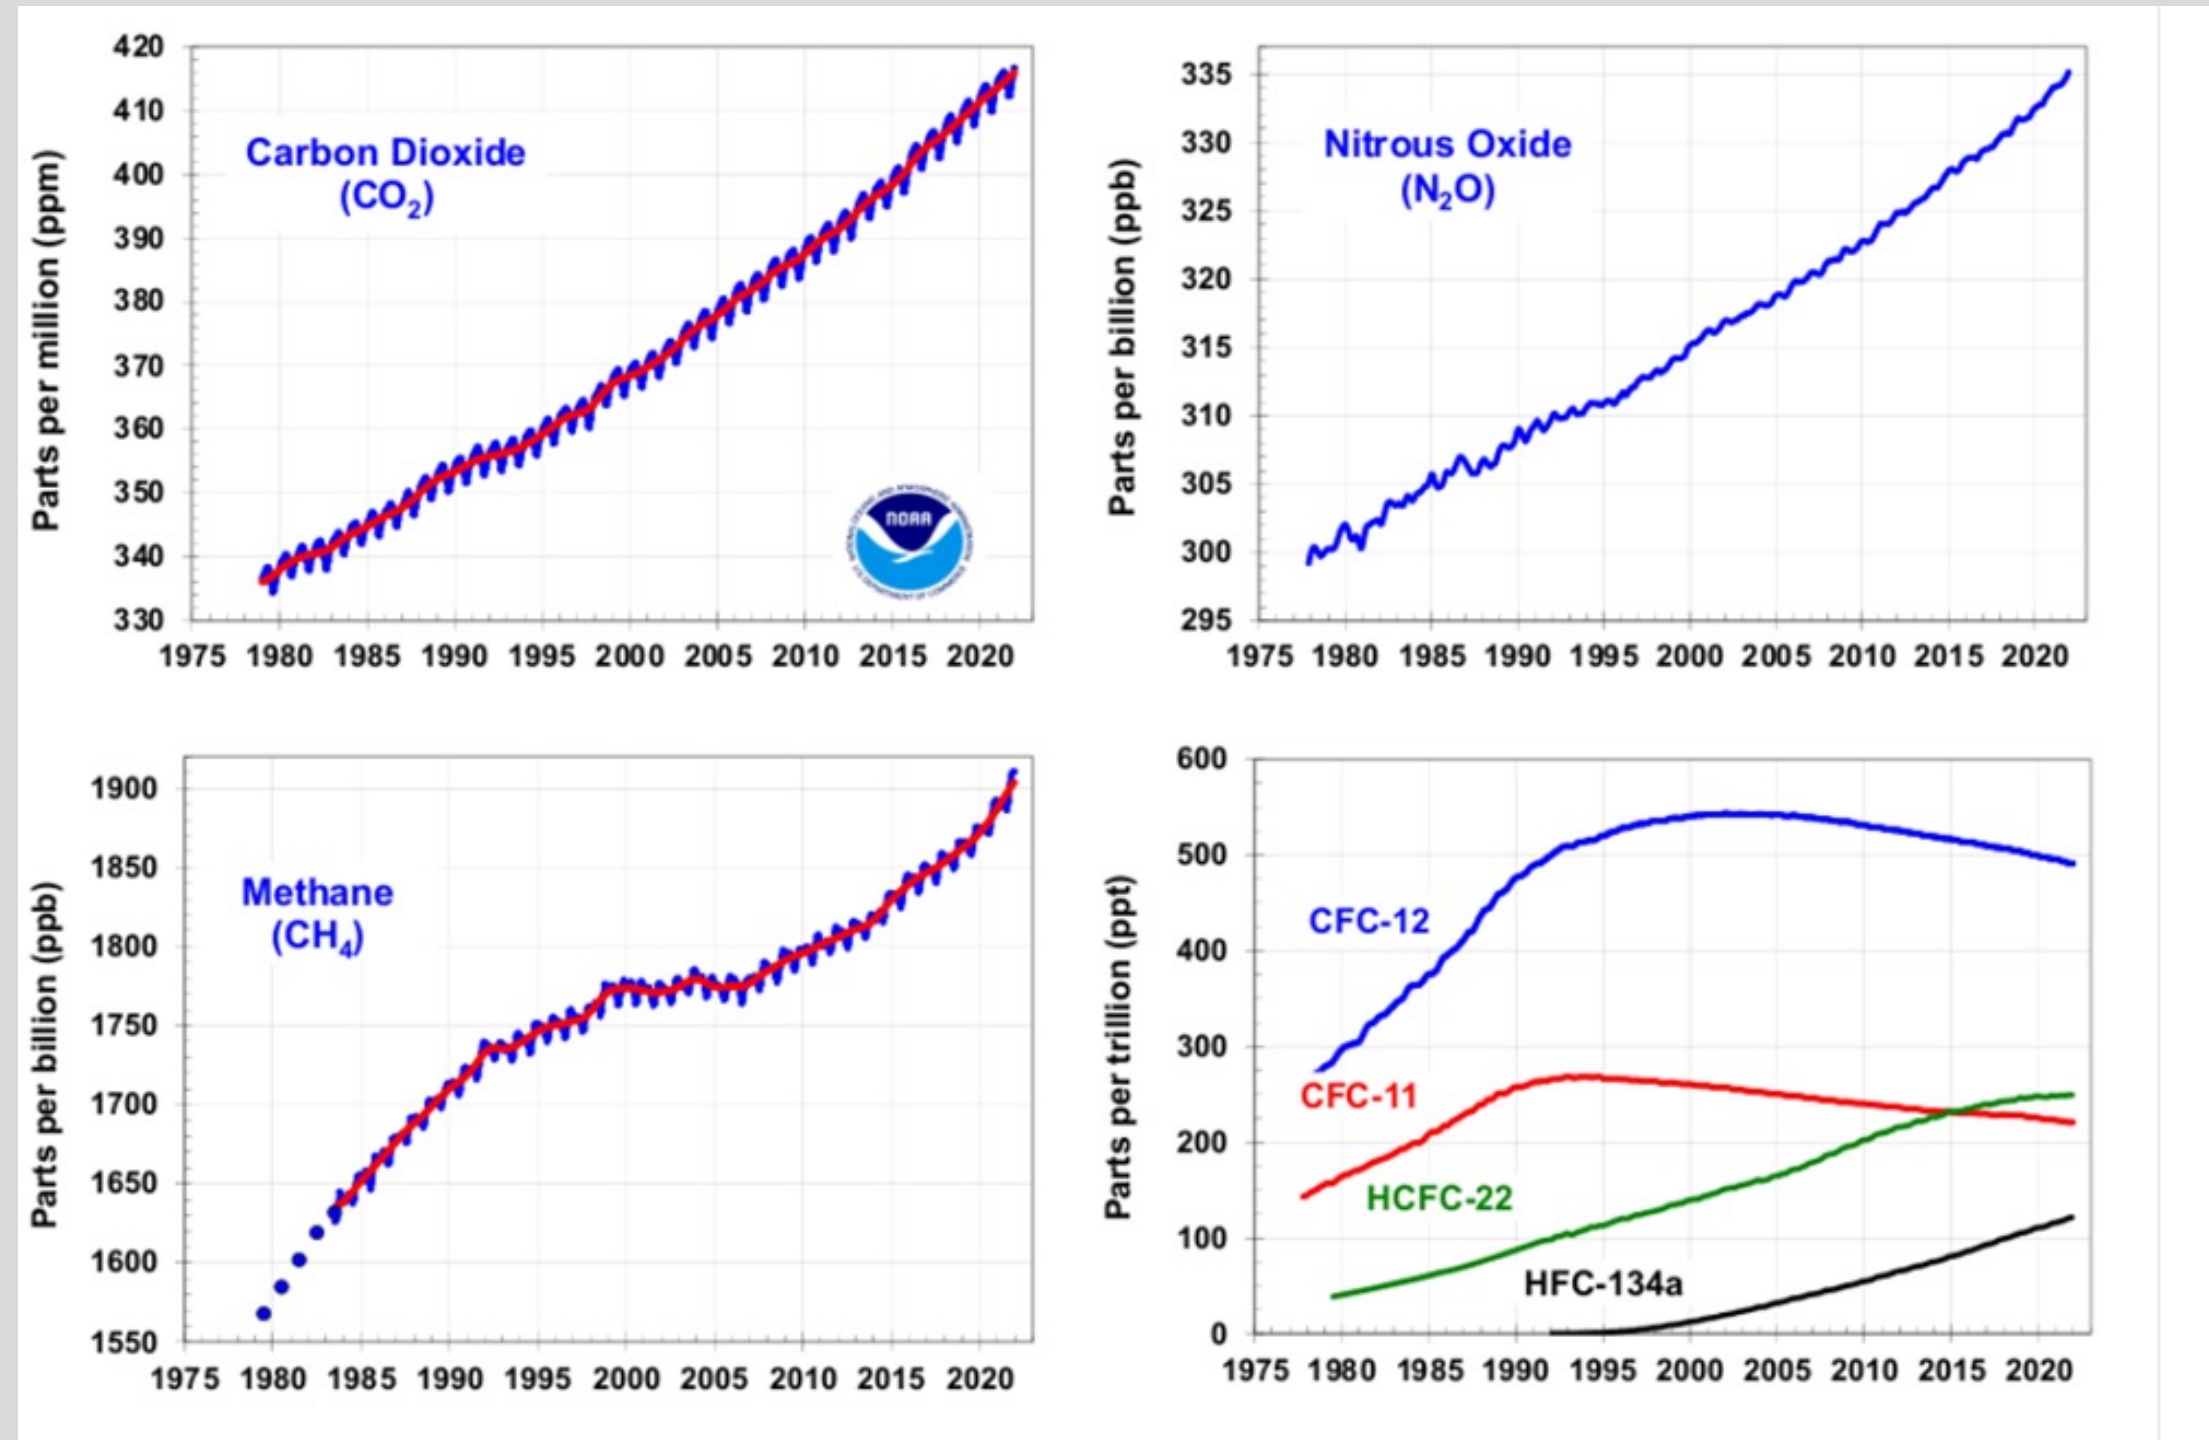 Parts per million (ppm)
420
410
400
390
380
370
360
350
340
330
Carbon Dioxide
(CO₂)
NOAA
1975 1980 1985 1990 1995 2000 2005 2010 2015 2020
Parts per billion (ppb)
335
330
325
320
315
310
305
300
295
Nitrous Oxide
(N₂O)
1975 1980 1985 1990 1995 2000 2005 2010 2015 2020
Parts per billion (ppb)
1900
1850
1800
1750
1700
1650
1600
1550
Methane
(CH₄)
1975 1980 1985 1990 1995 2000 2005 2010 2015 2020
Parts per trillion (ppt)
600
500
400
300
200
100
0
CFC-12
CFC-11
HCFC-22
HFC-134a
1975 1980 1985 1990 1995 2000 2005 2010 2015 2020